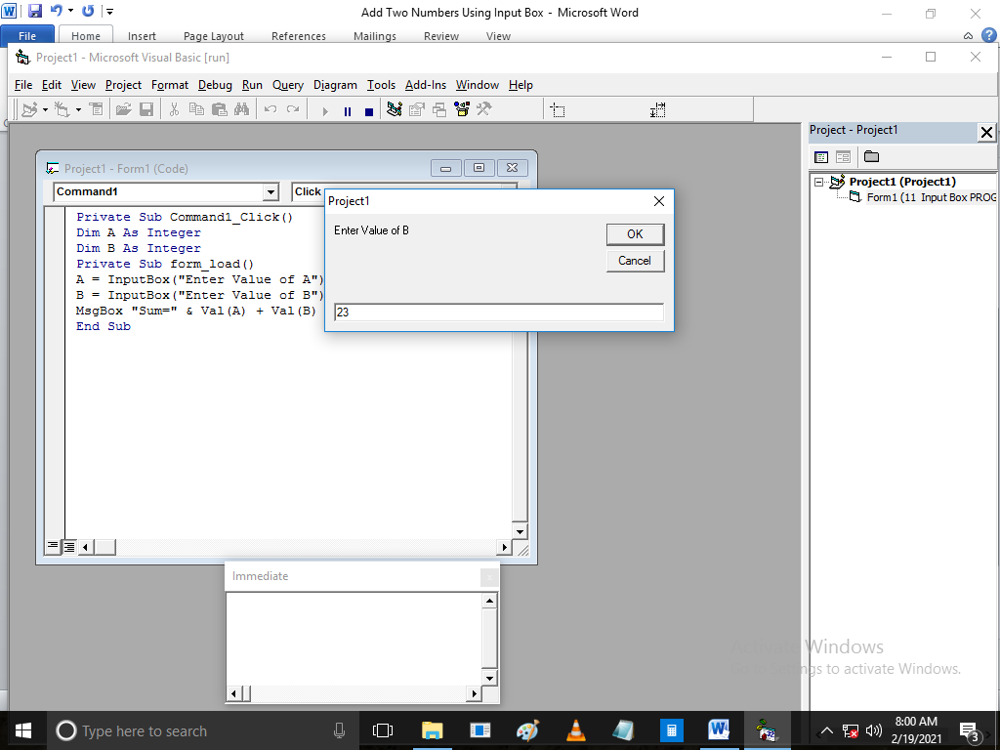 Add Two Numbers Using Input Box - Microsoft Word
File Home Insert Page Layout References Mailings Review View
Project1 - Microsoft Visual Basic [run]
File Edit View Project Format Debug Run Query Diagram Tools Add-Ins Window Help
Project - Project1
Project1 (Project1)
Form1 (11 Input Box PROG
Project1 - Form1 (Code)
Command1
Click
Private Sub Command1_Click()
Dim A As Integer
Dim B As Integer
Private Sub form_load()
A = InputBox("Enter Value of A")
B = InputBox("Enter Value of B")
MsgBox "Sum=" & Val(A) + Val(B)
End Sub
Project1
Enter Value of B
OK
Cancel
23
Immediate
Windows
to activate Windows.
Type here to search
8:00 AM
2/19/2021
3